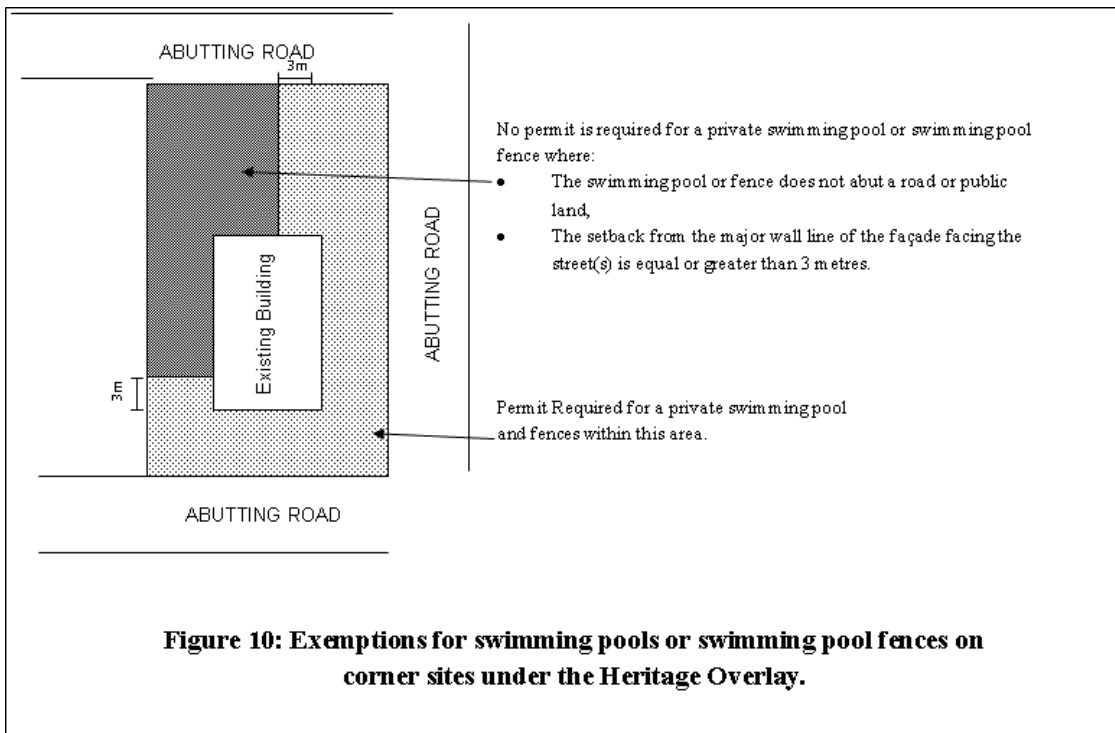 ABUTTING ROAD
3m
No permit is required for a private swimming pool or swimming pool
fence where:
• The swimming pool or fence does not abut a road or public
land,
• The setback from the major wall line of the façade facing the
street(s) is equal or greater than 3 metres.
ABUTTING ROAD
Existing Building
3m
Permit Required for a private swimming pool
and fences within this area.
ABUTTING ROAD
Figure 10: Exemptions for swimming pools or swimming pool fences on
corner sites under the Heritage Overlay.